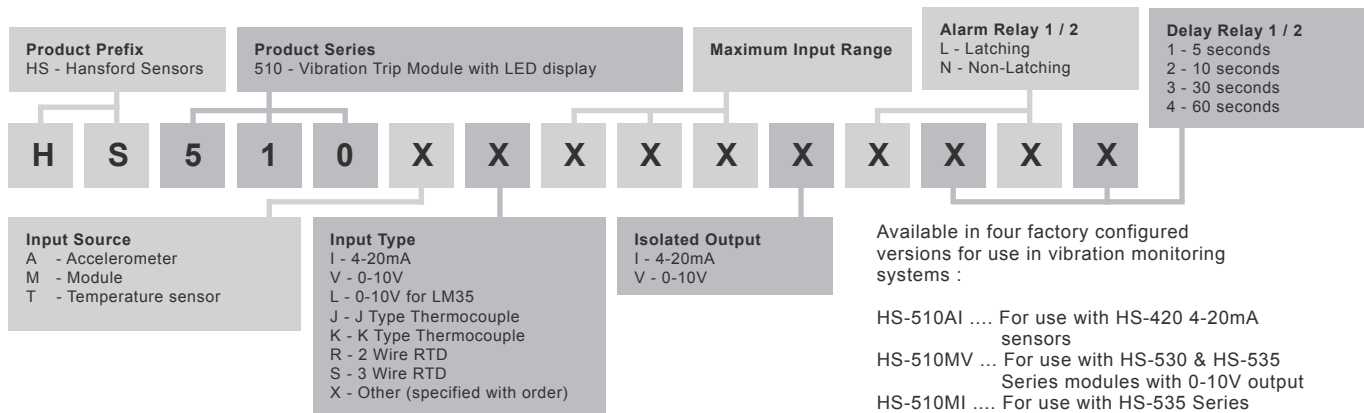 Product Prefix
HS - Hansford Sensors
Product Series
510 - Vibration Trip Module with LED display
Maximum Input Range
Alarm Relay 1 / 2
L - Latching
N - Non-Latching
Delay Relay 1 / 2
1 - 5 seconds
2 - 10 seconds
3 - 30 seconds
4 - 60 seconds
H S 5 1 0 X X X X X X X X X X
Input Source
A - Accelerometer
M - Module
T - Temperature sensor
Input Type
I - 4-20mA
V - 0-10V
L - 0-10V for LM35
J - J Type Thermocouple
K - K Type Thermocouple
R - 2 Wire RTD
S - 3 Wire RTD
X - Other (specified with order)
Isolated Output
I - 4-20mA
V - 0-10V
Available in four factory configured
versions for use in vibration monitoring
systems :
HS-510AI .... For use with HS-420 4-20mA
sensors
HS-510MV ... For use with HS-530 & HS-535
Series modules with 0-10V output
HS-510MI .... For use with HS-535 Series